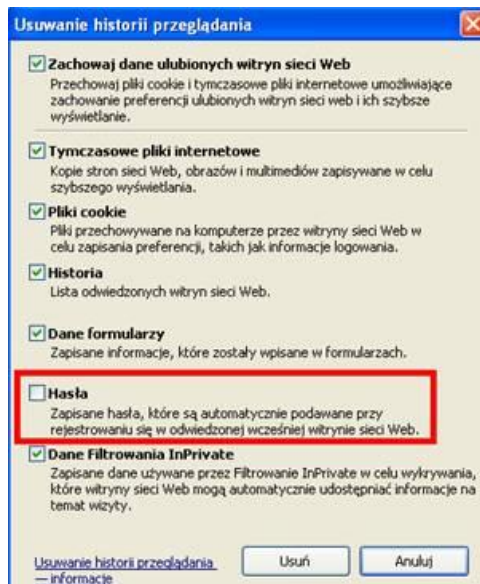 Usuwanie historii przeglądania
Zachowaj dane ulubionych witryn sieci Web
Przechowaj pliki cookie i tymczasowe pliki internetowe umożliwiające
zachowanie preferencji ulubionych witryn sieci web i ich szybsze
wyświetlanie.
Tymczasowe pliki internetowe
Kopie stron sieci Web, obrazów i multimediów zapisywane w celu
szybszego wyświetlania.
Pliki cookie
Pliki przechowywane na komputerze przez witryny sieci Web w
celu zapisania preferencji, takich jak informacje logowania.
Historia
Lista odwiedzonych witryn sieci Web.
Dane formularzy
Zapisane informacje, które zostały wpisane w formularzach.
Hasła
Zapisane hasła, które są automatycznie podawane przy
rejestrowaniu się w odwiedzonej wcześniej witrynie sieci Web.
Dane Filtrowania InPrivate
Zapisane dane używane przez Filtrowanie InPrivate w celu wykrywania,
które witryny sieci Web mogą automatycznie udostępniać informacje na
temat wizyty.
Usuwanie historii przeglądania
— informacje
Usuń
Anuluj